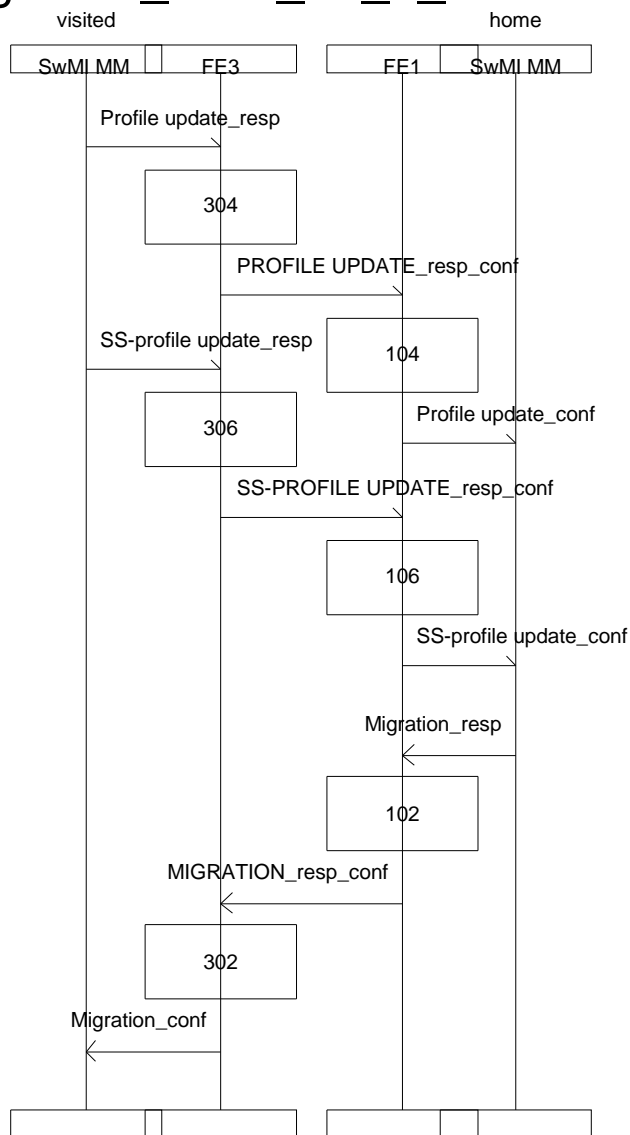 visited home
SwMI MM FE3 FE1 SwMI MM
Profile update_resp
304
PROFILE UPDATE_resp_conf
SS-profile update_resp
104
Profile update_conf
306
SS-PROFILE UPDATE_resp_conf
106
SS-profile update_conf
Migration_resp
102
MIGRATION_resp_conf
302
Migration_conf